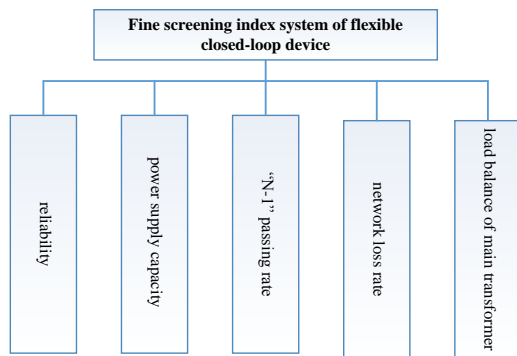 Fine screening index system of flexible
closed-loop device
reliability
power supply capacity
“N-1” passing rate
network loss rate
load balance of main transformer